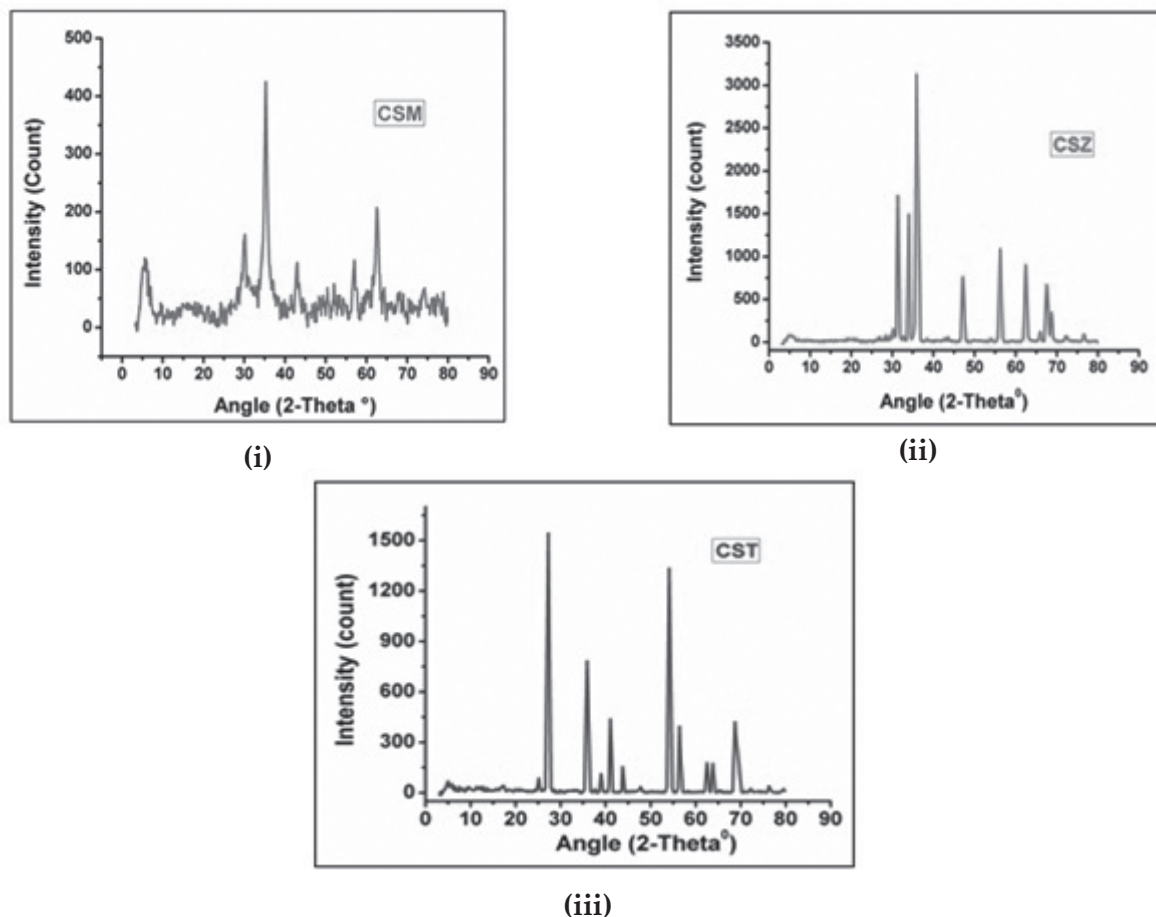 500
400
300
200
100
0
Intensity (Count)
CSM
0 10 20 30 40 50 60 70 80 90
Angle (2-Theta °)
(i)
3500
3000
2500
2000
1500
1000
500
0
Intensity (count)
CSZ
0 10 20 30 40 50 60 70 80 90
Angle (2-Theta⁰)
(ii)
1500
1200
900
600
300
0
Intensity (count)
CST
0 10 20 30 40 50 60 70 80 90
Angle (2-Theta⁰)
(iii)